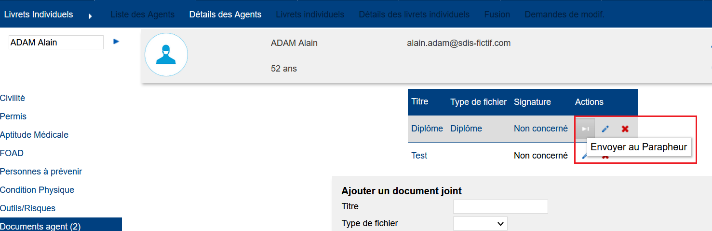 Livrets Individuels Liste des Agents Détails des Agents Livrets individuels Détails des livrets individuels Fusion Demandes de modif.
ADAM Alain
ADAM Alain alain.adam@sdis-fictif.com
52 ans
Civilité
Permis
Aptitude Médicale
FOAD
Personnes à prévenir
Condition Physique
Outils/Risques
Documents agent (2)
Titre Type de fichier Signature Actions
Diplôme Diplôme Non concerné
Envoyer au Parapheur
Test Non concerné
Ajouter un document joint
Titre
Type de fichier